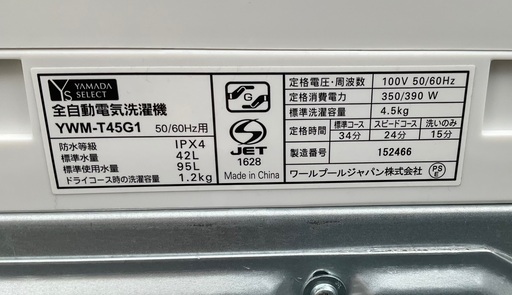 YS YAMADA SELECT
全自動電気洗濯機
YWM-T45G1 50/60Hz用
防水等級 IPX4
標準水量 42L
標準使用水量 95L
ドライコース時の洗濯容量 1.2kg
G
S
JET
1628
Made in China
定格電圧・周波数 100V 50/60Hz
定格消費電力 350/390 W
標準洗濯容量 4.5kg
定格時間 標準コース 34分 スピードコース 24分 洗いのみ 15分
製造番号 152466
ワールプールジャパン株式会社
PS
E